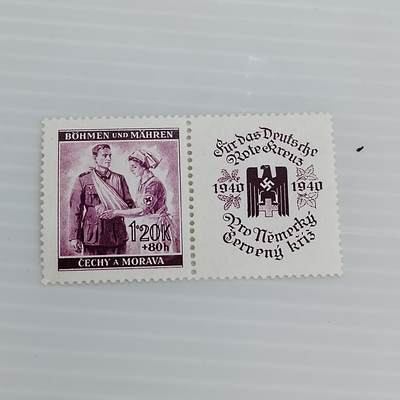 BÖHMEN UND MÄHREN
1·20K
+80h
ČECHY A MORAVA
Für das Deutsche
Rote Kreuz
1940 1940
Pro Německý
Červený kříž